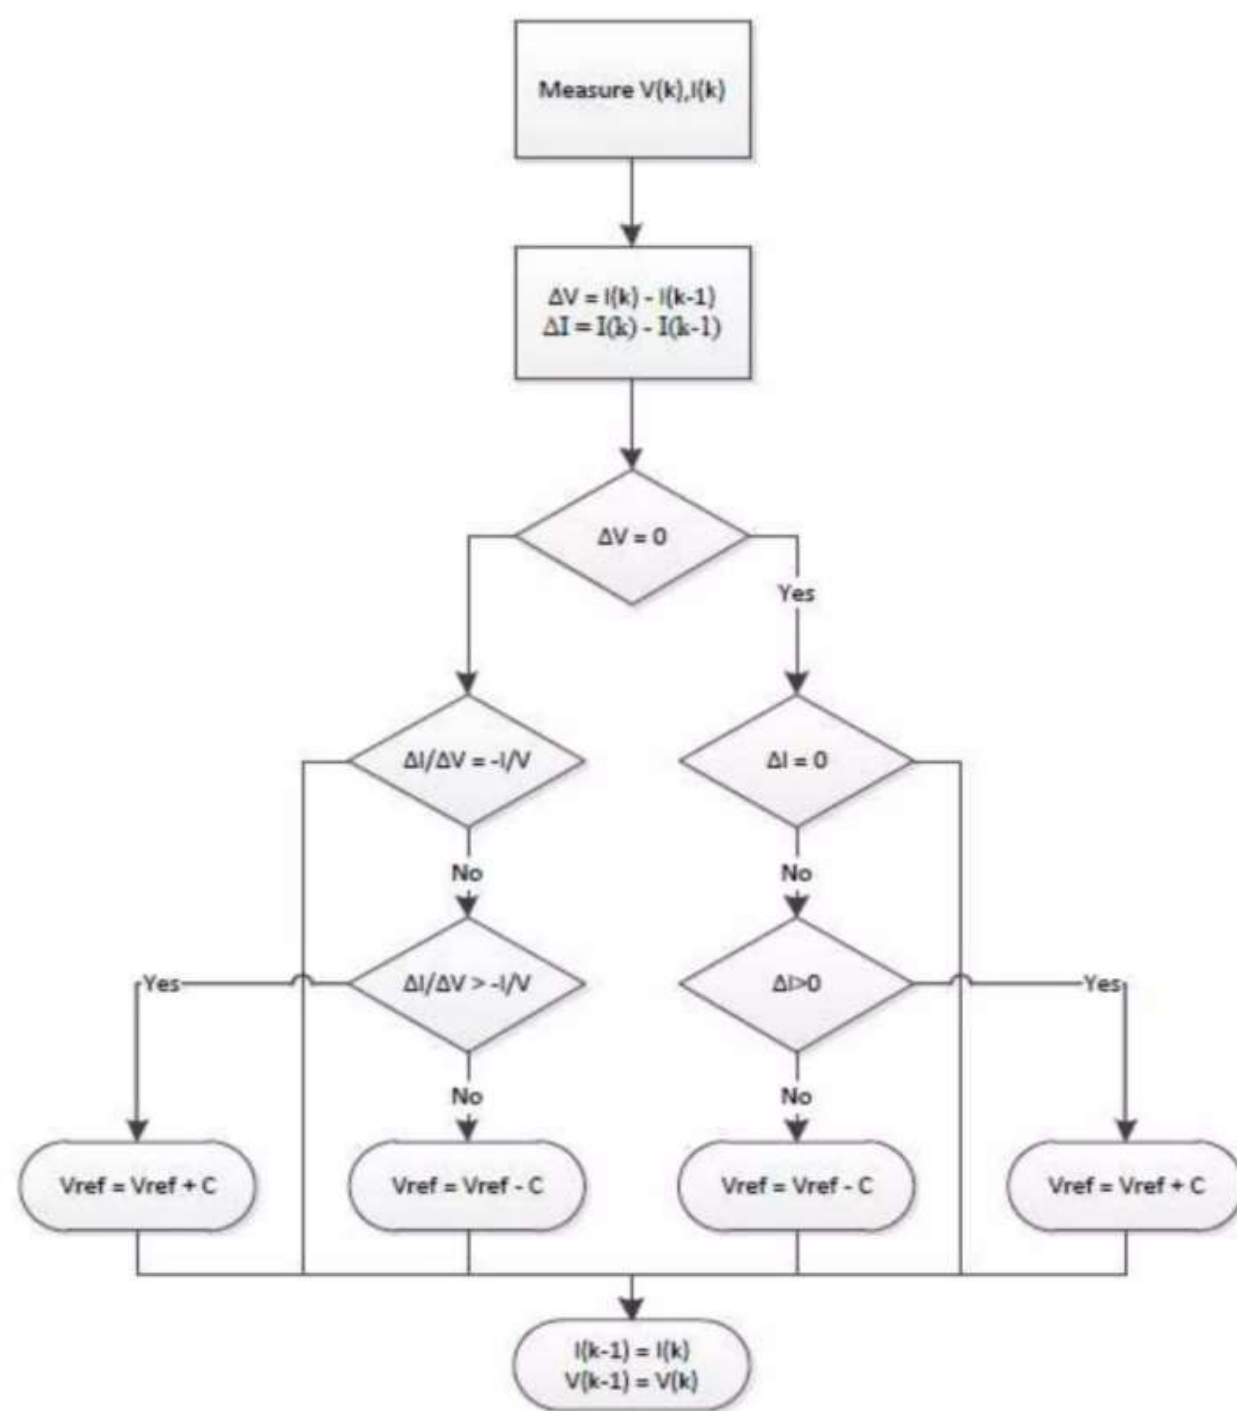 Measure V(k),I(k)
ΔV = I(k) - I(k-1)
ΔI = I(k) - I(k-1)
ΔV = 0
Yes
ΔI/ΔV = -I/V
ΔI = 0
No
No
ΔI/ΔV > -I/V
ΔI>0
Yes
Yes
No
No
Vref = Vref + C
Vref = Vref - C
Vref = Vref - C
Vref = Vref + C
I(k-1) = I(k)
V(k-1) = V(k)